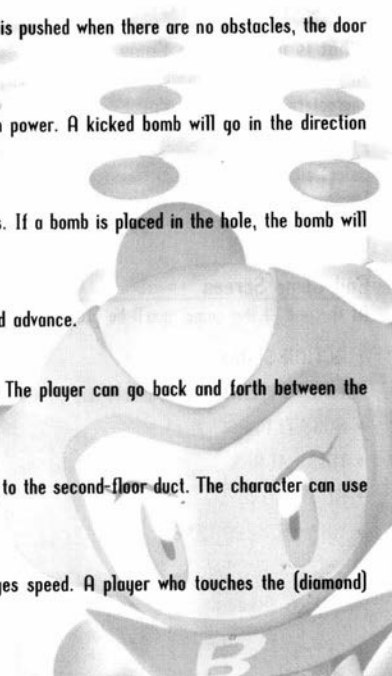 is pushed when there are no obstacles, the door
power. A kicked bomb will go in the direction
s. If a bomb is placed in the hole, the bomb will
d advance.
The player can go back and forth between the
to the second-floor duct. The character can use
ges speed. A player who touches the (diamond)
B